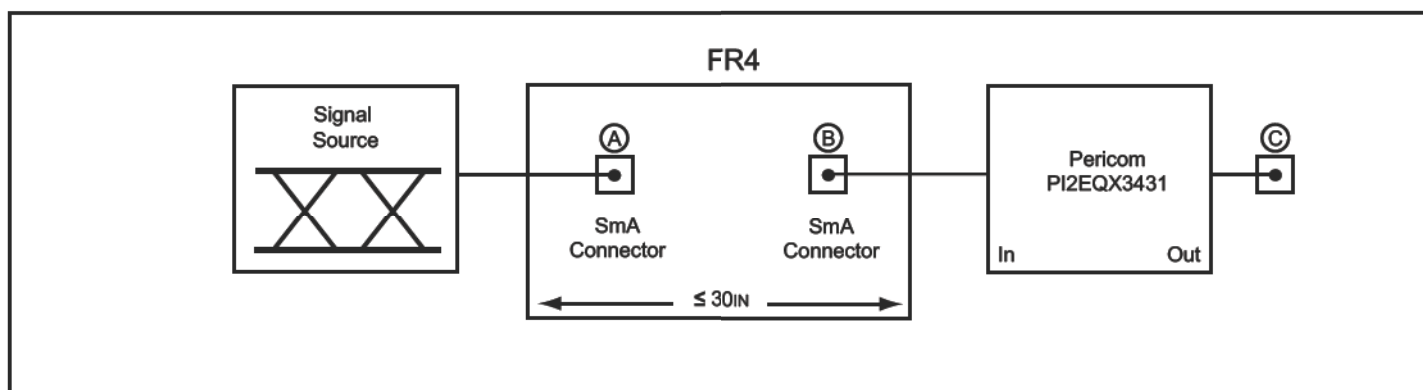 FR4
Signal
Source
A
B
C
Pericom
PI2EQX3431
SmA
Connector
SmA
Connector
In
Out
≤ 30IN